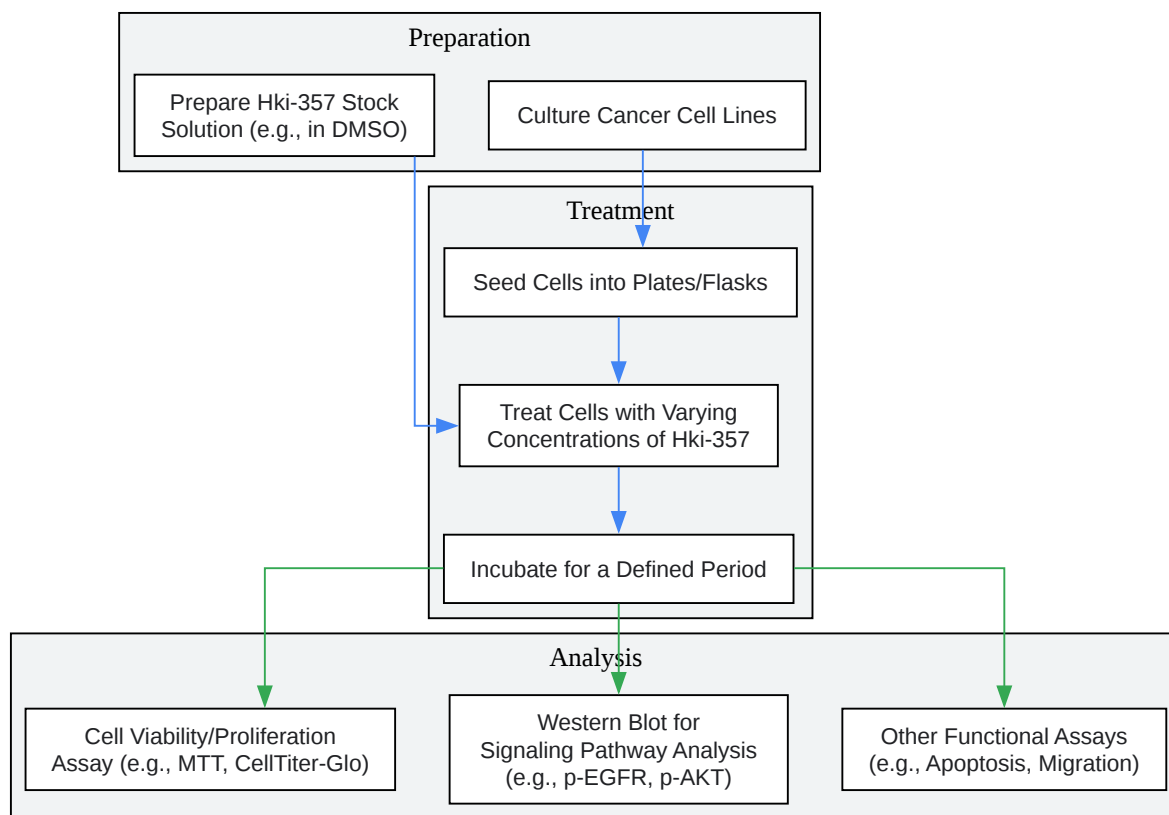 Preparation
Prepare Hki-357 Stock
Solution (e.g., in DMSO)
Culture Cancer Cell Lines
Treatment
Seed Cells into Plates/Flasks
Treat Cells with Varying
Concentrations of Hki-357
Incubate for a Defined Period
Analysis
Cell Viability/Proliferation
Assay (e.g., MTT, CellTiter-Glo)
Western Blot for
Signaling Pathway Analysis
(e.g., p-EGFR, p-AKT)
Other Functional Assays
(e.g., Apoptosis, Migration)